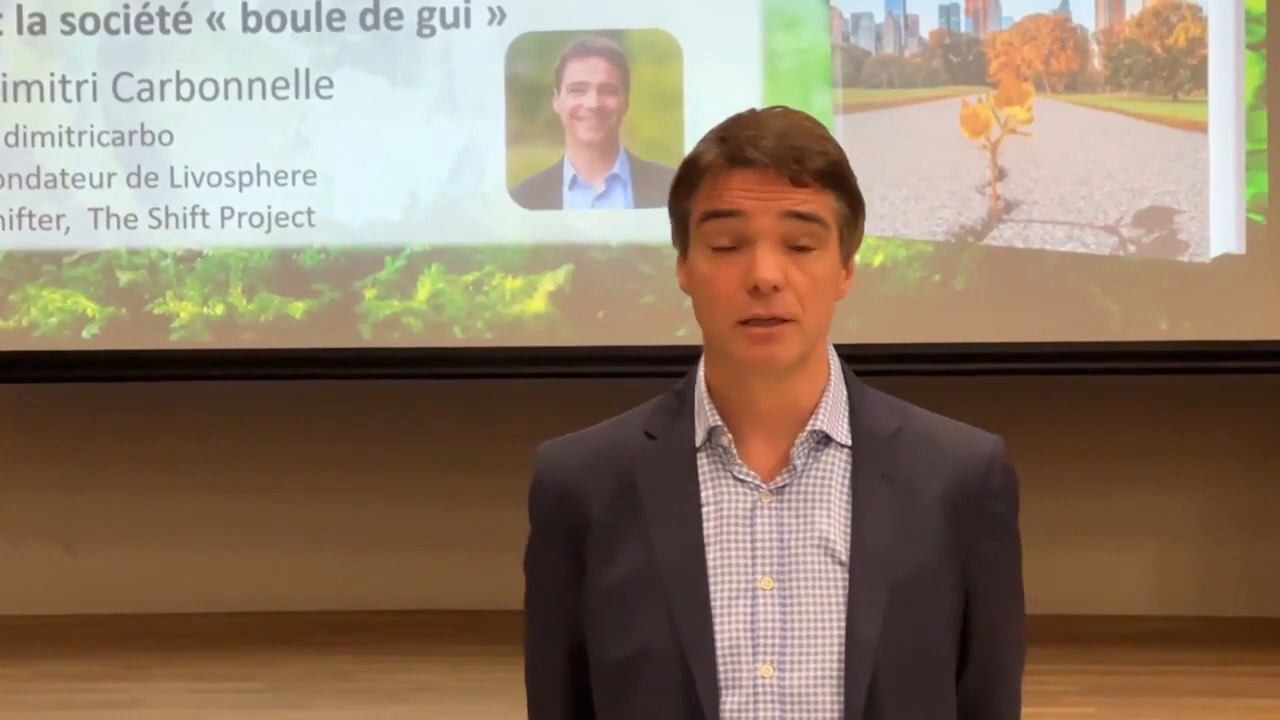 la société « boule de gui »
imitri Carbonnelle
dimitricarbo
ondateur de Livosphere
hifter, The Shift Project